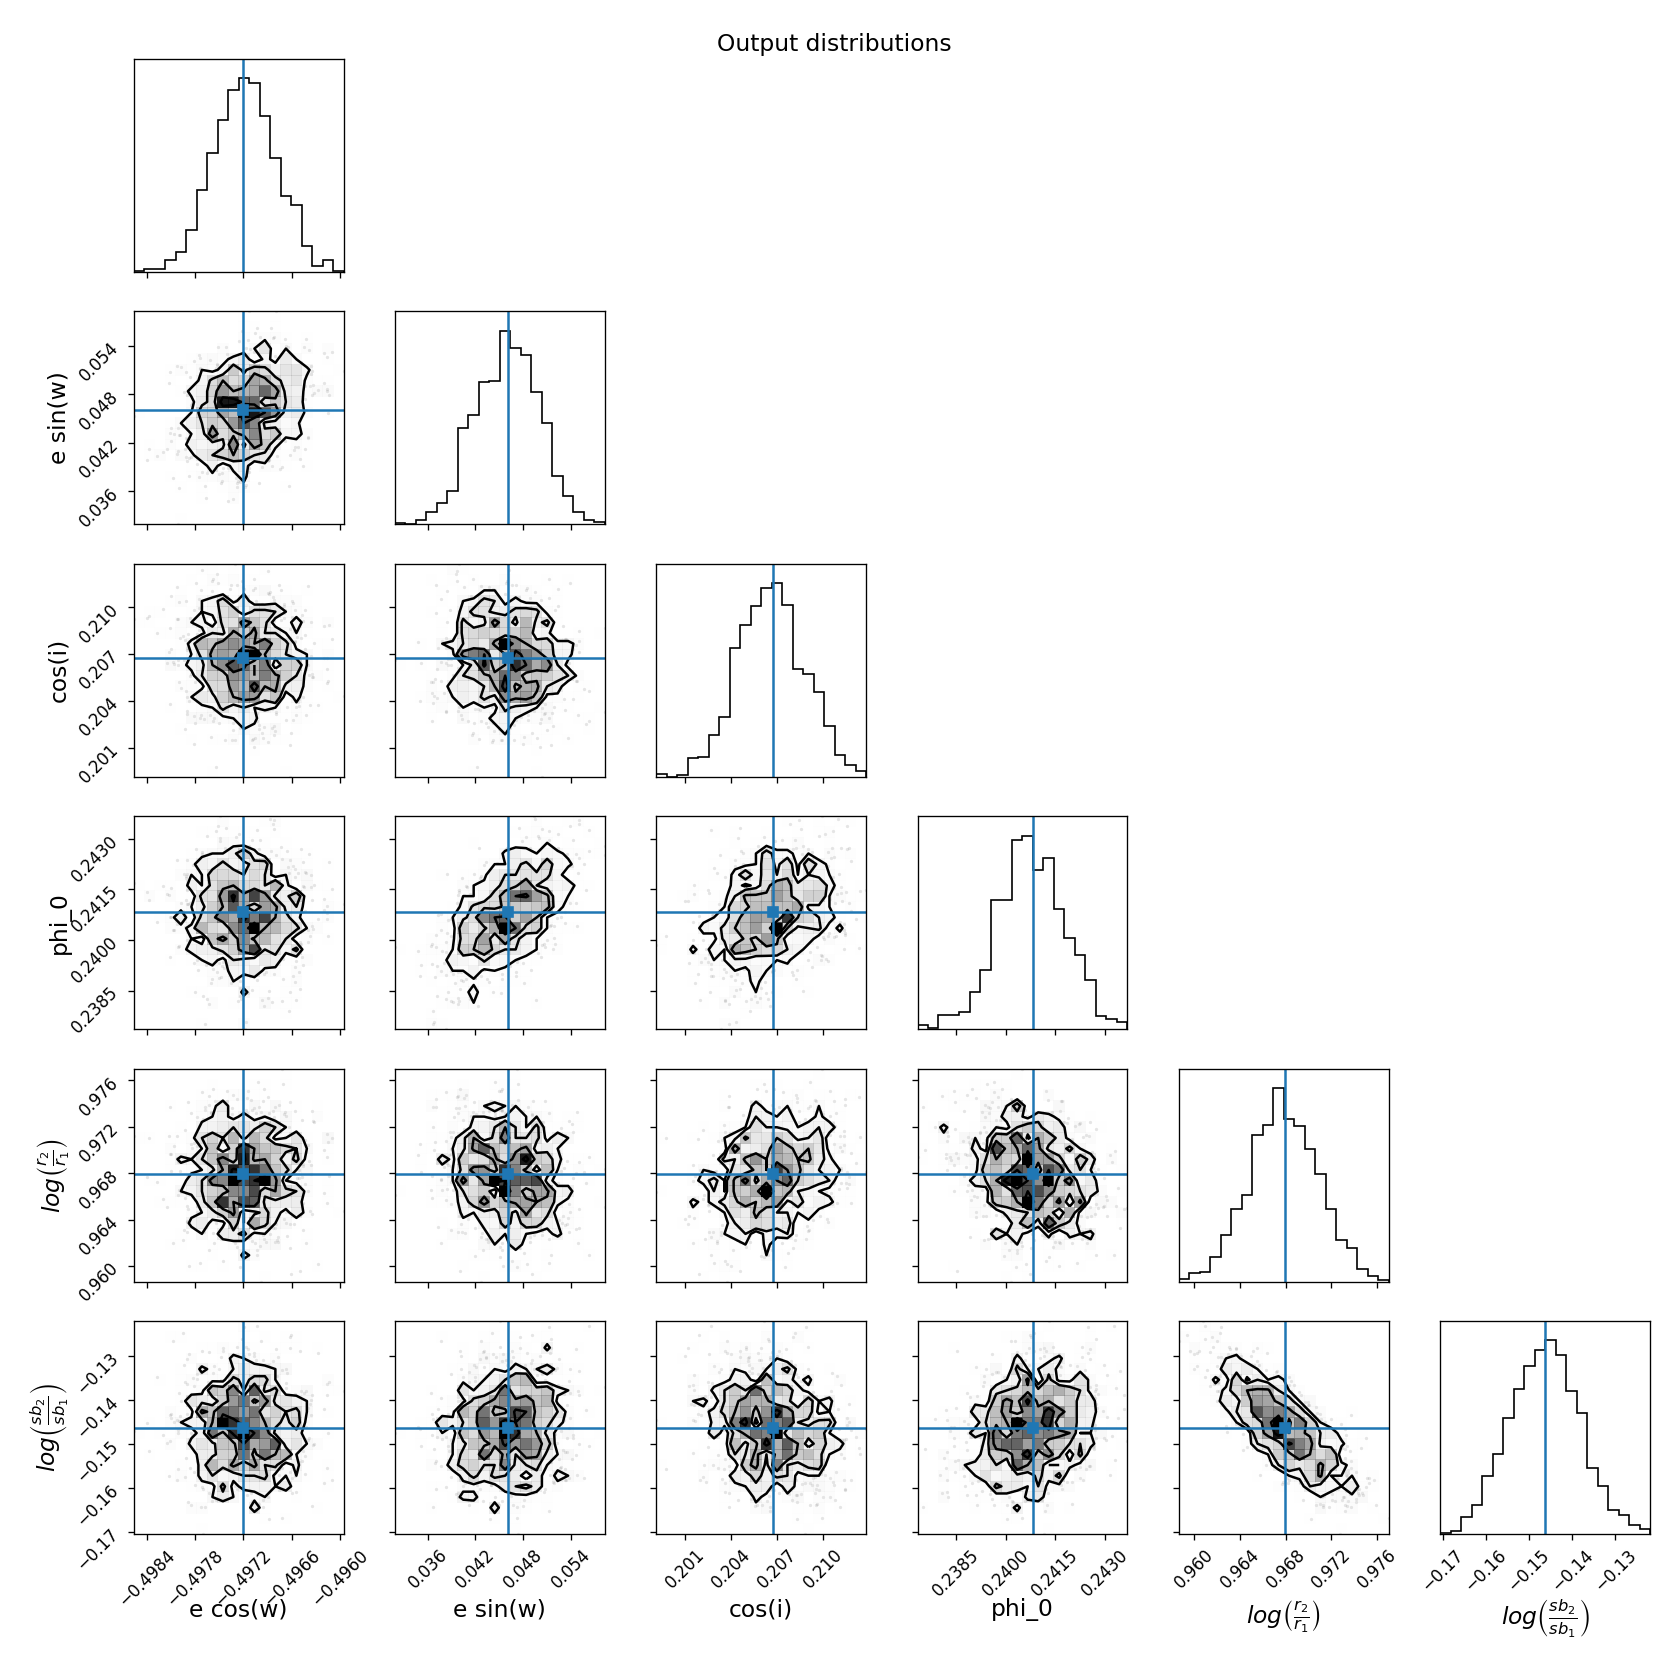 Output distributions
e sin(w)
0.054
0.048
0.042
0.036
cos(i)
0.210
0.207
0.204
0.201
phi_0
0.2430
0.2415
0.2400
0.2385
log(r2/r1)
0.976
0.972
0.968
0.964
0.960
log(sb2/sb1)
−0.13
−0.14
−0.15
−0.16
−0.17
−0.4984 −0.4978 −0.4972 −0.4966 −0.4960
0.036 0.042 0.048 0.054
0.201 0.204 0.207 0.210
0.2385 0.2400 0.2415 0.2430
0.960 0.964 0.968 0.972 0.976
−0.17 −0.16 −0.15 −0.14 −0.13
e cos(w)
e sin(w)
cos(i)
phi_0
log(r2/r1)
log(sb2/sb1)